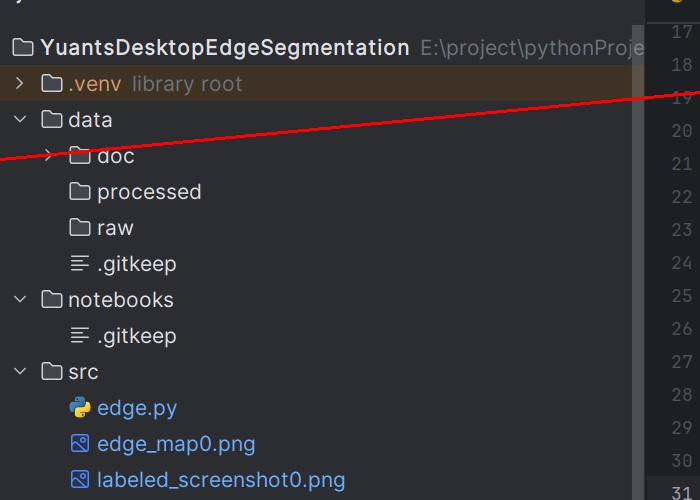 YuantsDesktopEdgeSegmentation E:\project\pythonProje
.venv library root
data
doc
processed
raw
.gitkeep
notebooks
.gitkeep
src
edge.py
edge_map0.png
labeled_screenshot0.png
17
18
19
20
21
22
23
24
25
26
27
28
29
30
31